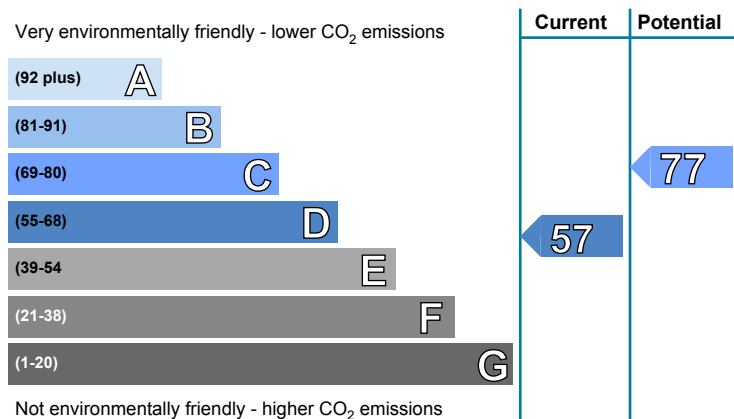 Very environmentally friendly - lower CO2 emissions
Current
Potential
(92 plus) A
(81-91) B
(69-80) C
77
(55-68) D
57
(39-54 E
(21-38) F
(1-20) G
Not environmentally friendly - higher CO2 emissions